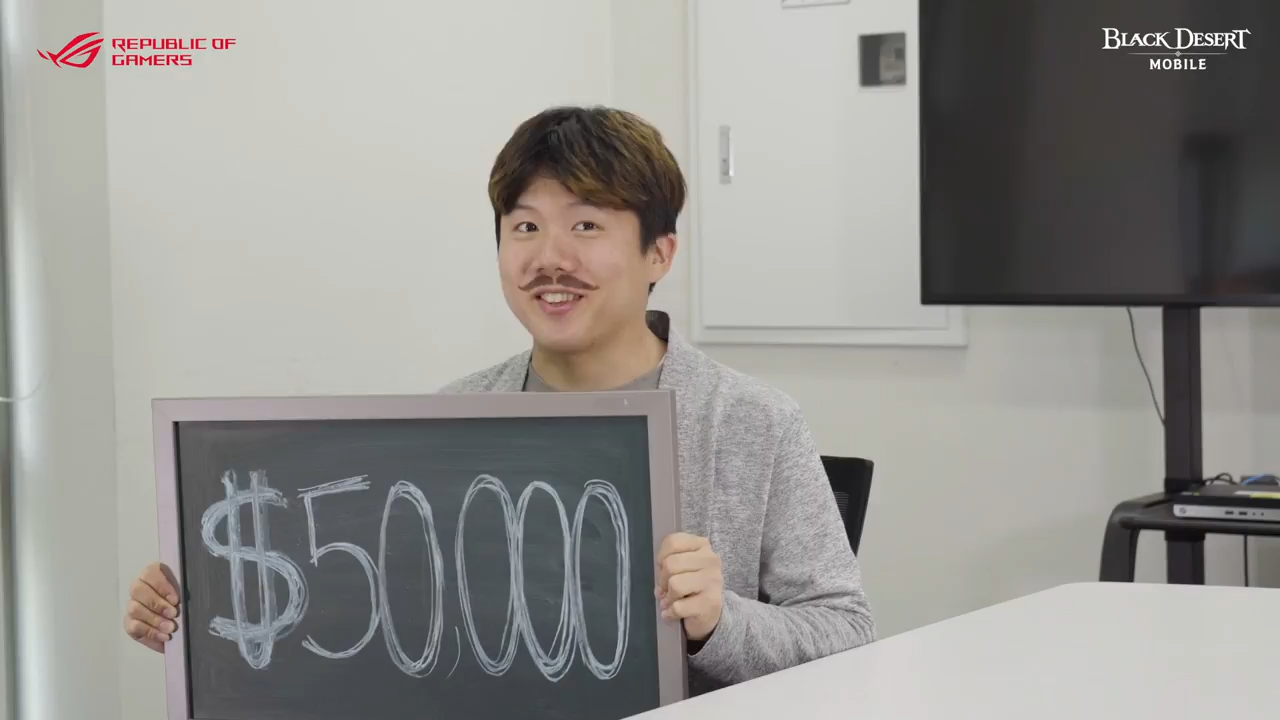 REPUBLIC OF
GAMERS
BLACK DESERT
MOBILE
$50,000